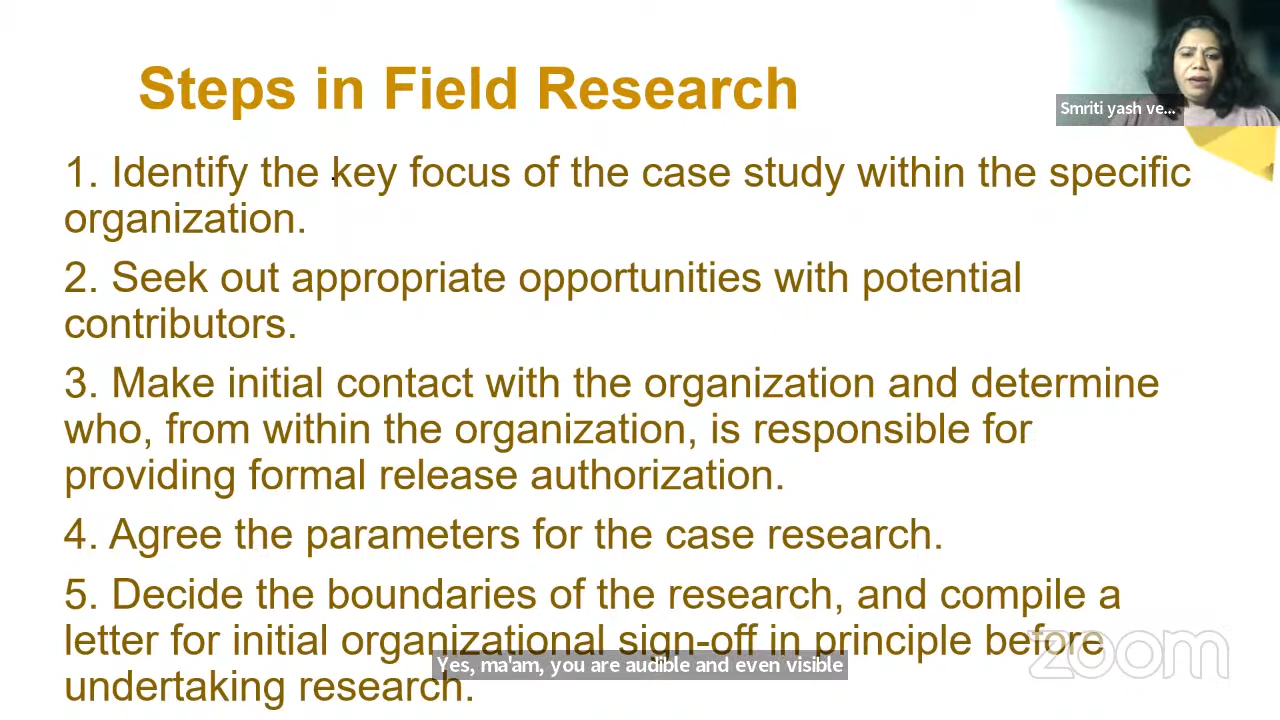 Steps in Field Research
Smriti yash ve...
1. Identify the key focus of the case study within the specific
organization.
2. Seek out appropriate opportunities with potential
contributors.
3. Make initial contact with the organization and determine
who, from within the organization, is responsible for
providing formal release authorization.
4. Agree the parameters for the case research.
5. Decide the boundaries of the research, and compile a
letter for initial organizational sign-off in principle before
zoom
Yes, ma'am, you are audible and even visible
undertaking research.